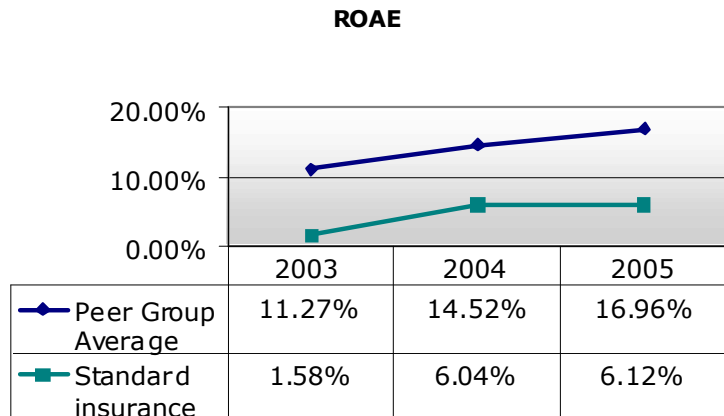 ROAE
20.00%
10.00%
0.00%
2003 2004 2005
Peer Group 11.27% 14.52% 16.96%
Average
Standard 1.58% 6.04% 6.12%
insurance